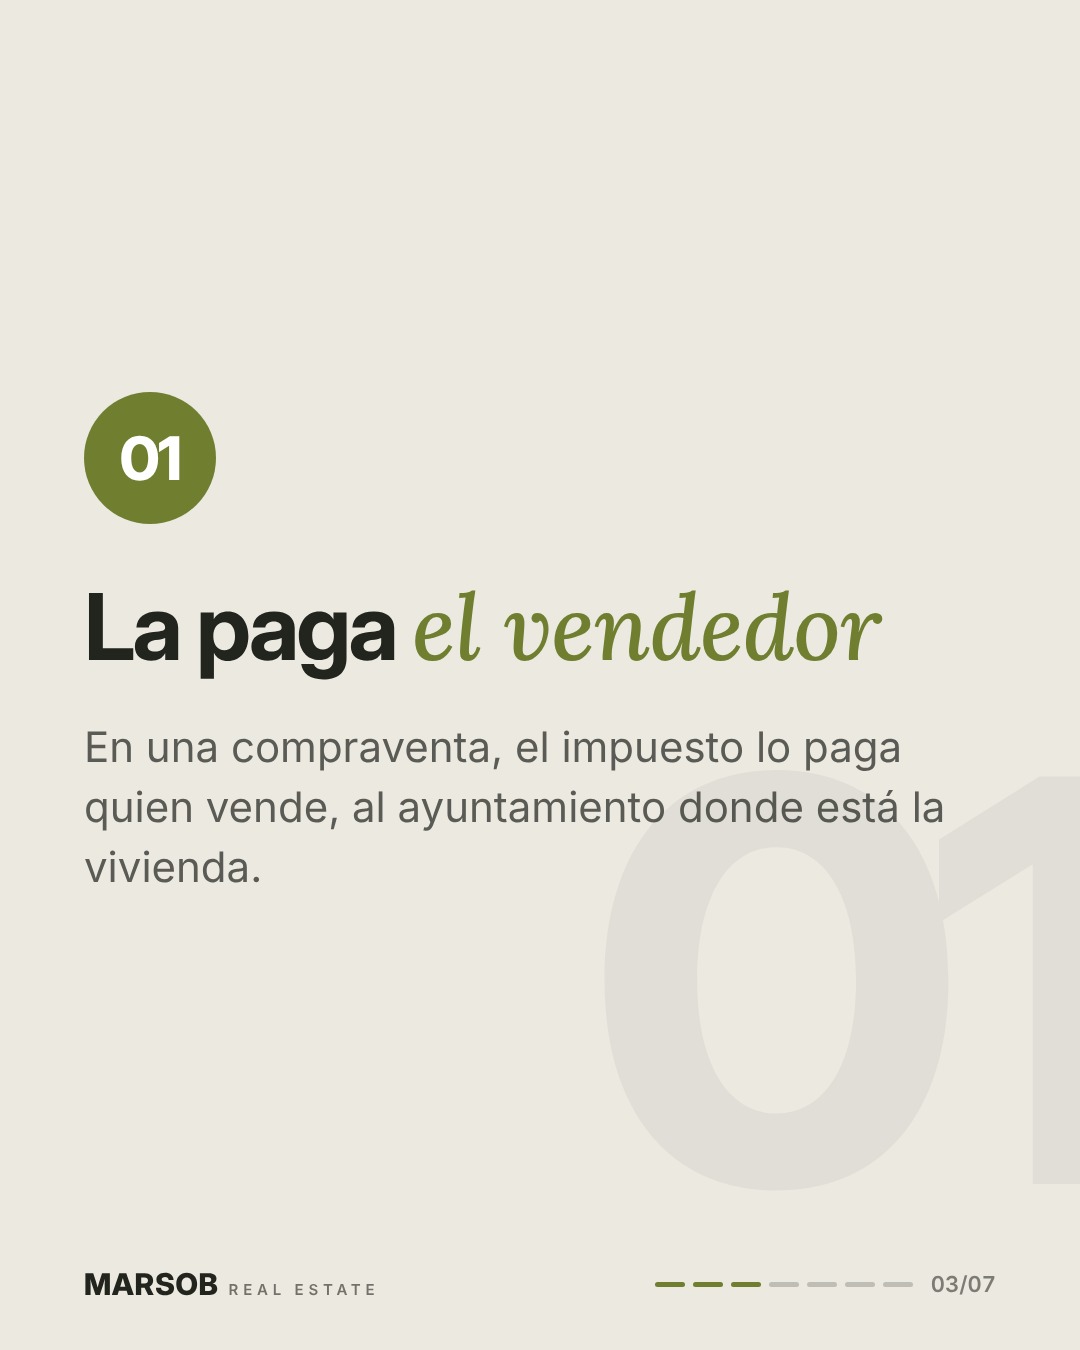 01
La paga el vendedor
En una compraventa, el impuesto lo paga
quien vende, al ayuntamiento donde está la
vivienda.
01
MARSOB REAL ESTATE
03/07